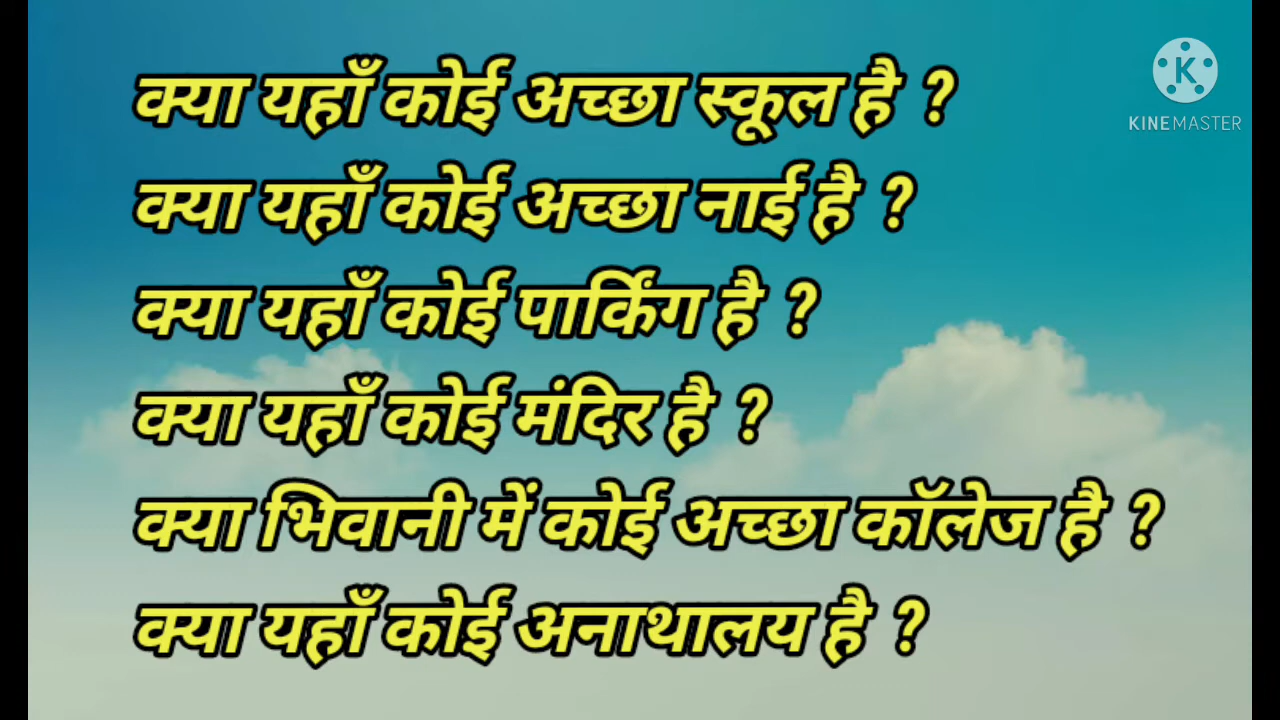 क्या यहाँ कोई अच्छा स्कूल है ?
क्या यहाँ कोई अच्छा नाई है ?
क्या यहाँ कोई पार्किंग है ?
क्या यहाँ कोई मंदिर है ?
क्या भिवानी में कोई अच्छा कॉलेज है ?
क्या यहाँ कोई अनाथालय है ?
K
KINEMASTER